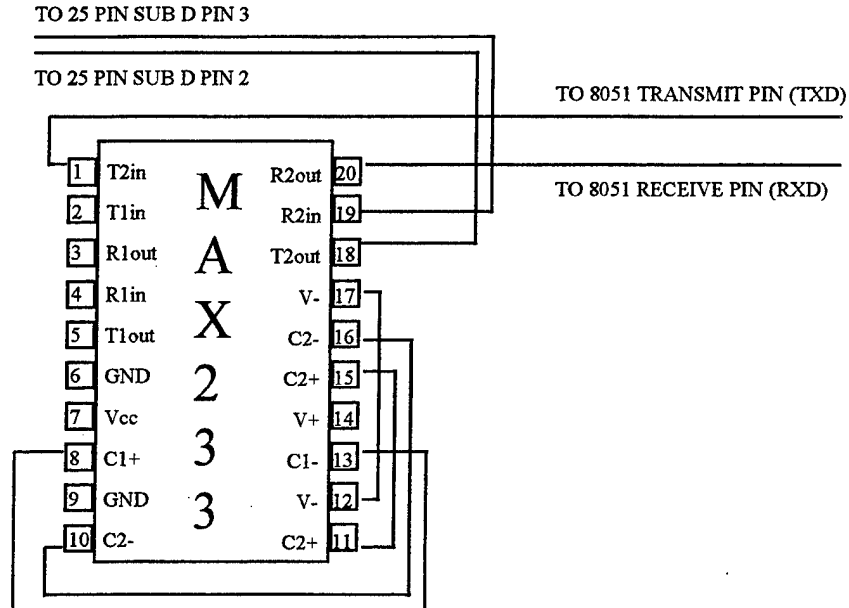 TO 25 PIN SUB D PIN 3
TO 25 PIN SUB D PIN 2
TO 8051 TRANSMIT PIN (TXD)
TO 8051 RECEIVE PIN (RXD)
MAX233
1 T2in
2 T1in
3 R1out
4 R1in
5 T1out
6 GND
7 Vcc
8 C1+
9 GND
10 C2-
R2out 20
R2in 19
T2out 18
V- 17
C2- 16
C2+ 15
V+ 14
C1- 13
V- 12
C2+ 11